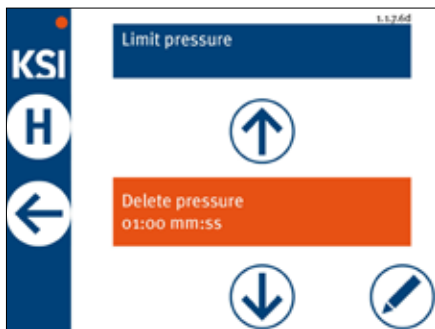 1.1.7.6d
Limit pressure
KSI
H
Delete pressure
01:00 mm:ss